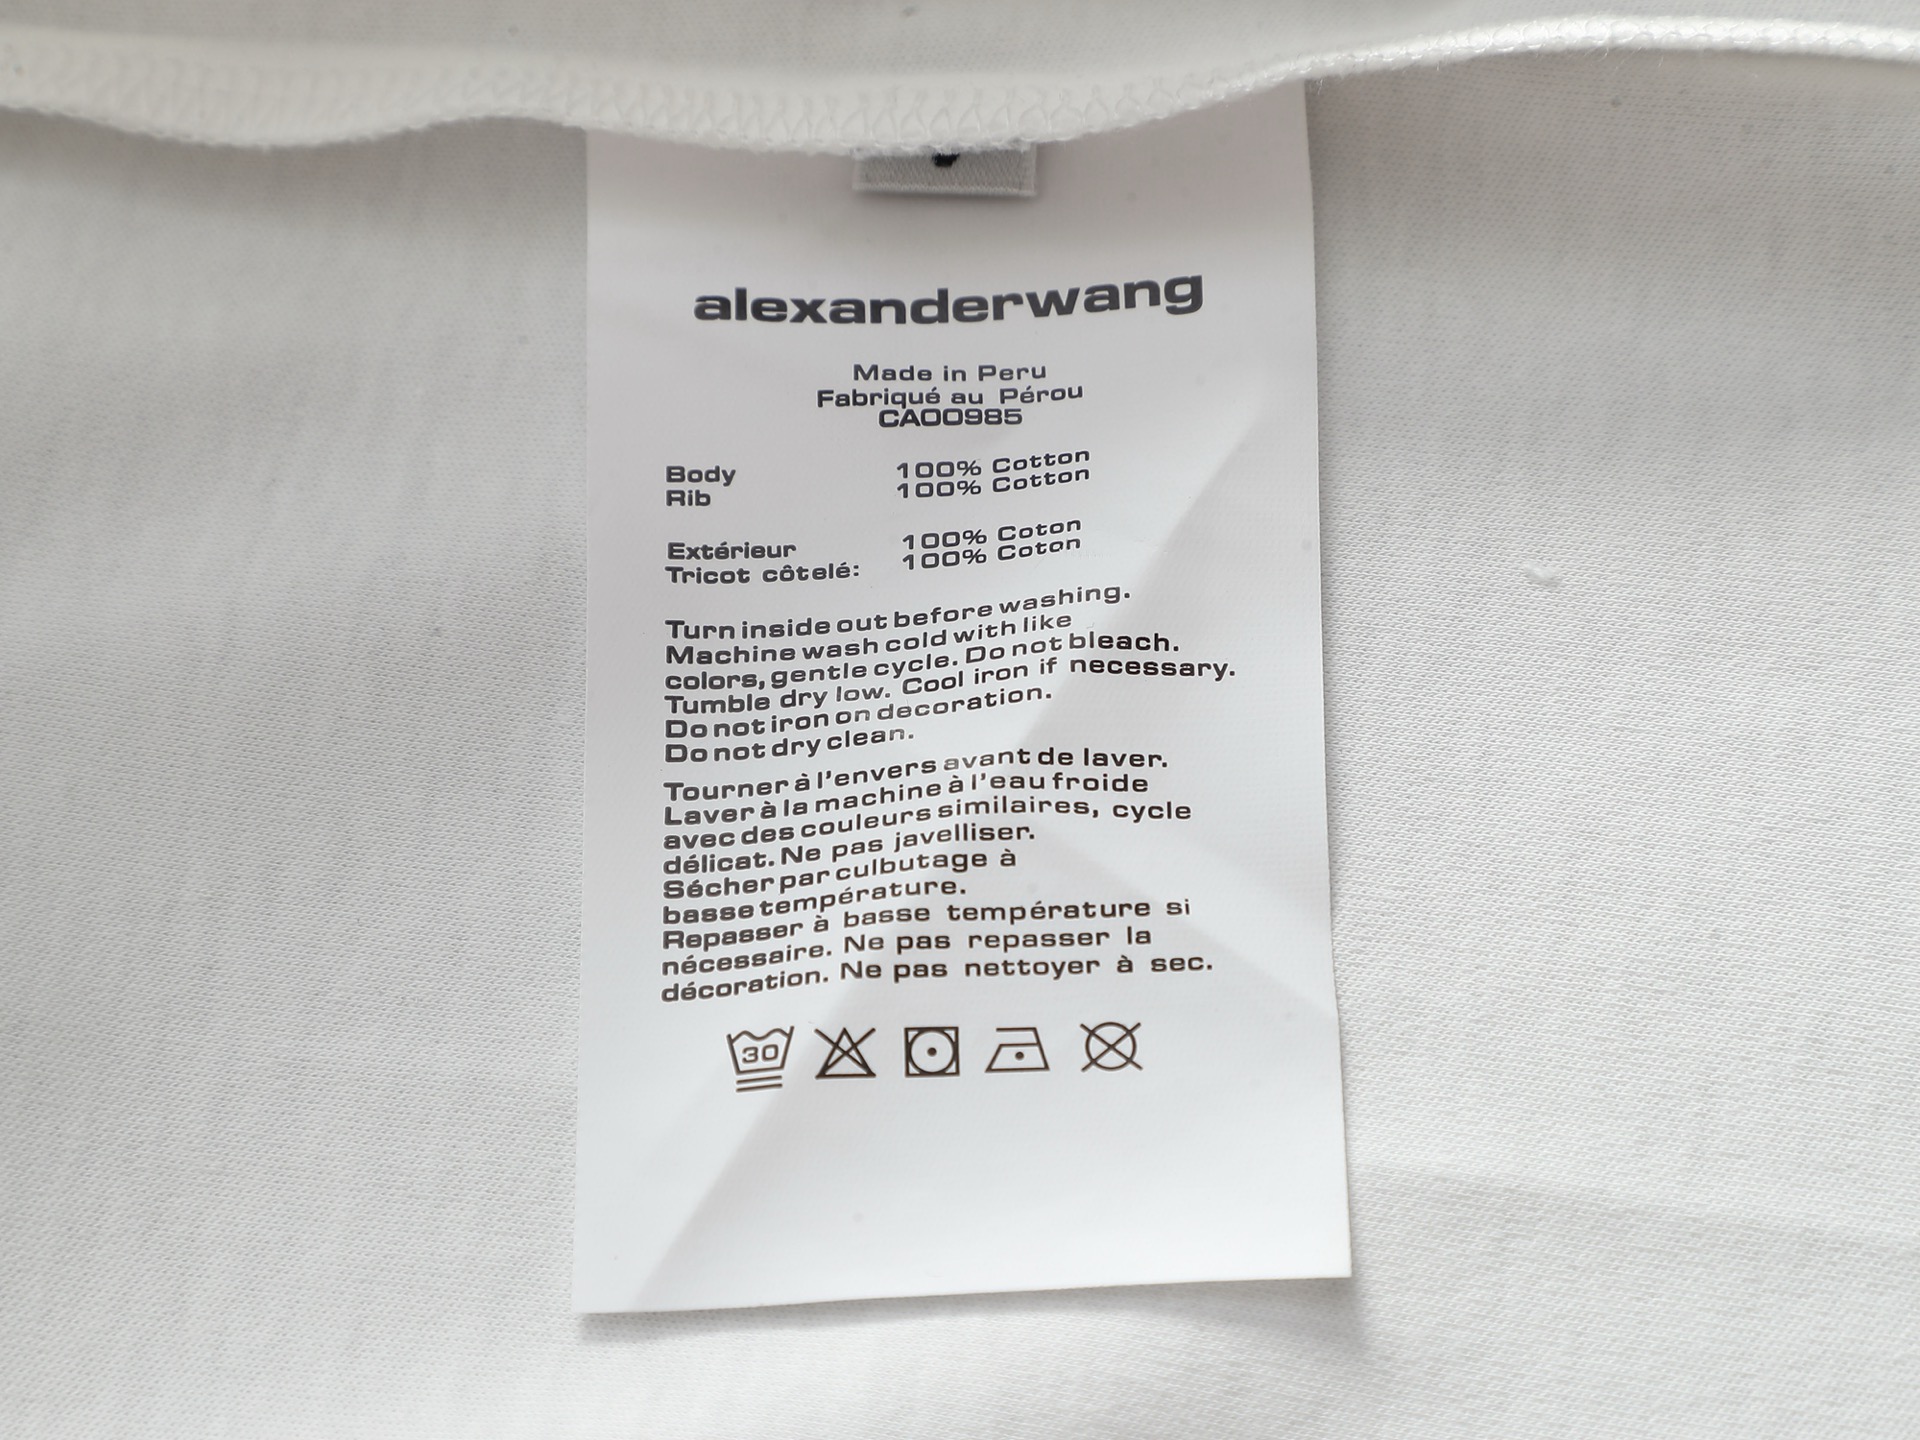 alexanderwang
Made in Peru
Fabriqué au Pérou
CA00985
Body 100% Cotton
Rib 100% Cotton
Extérieur 100% Coton
Tricot côtelé: 100% Coton
Turn inside out before washing.
Machine wash cold with like
colors, gentle cycle. Do not bleach.
Tumble dry low. Cool iron if necessary.
Do not iron on decoration.
Do not dry clean.
Tourner à l'envers avant de laver.
Laver à la machine à l'eau froide
avec des couleurs similaires, cycle
délicat. Ne pas javelliser.
Sécher par culbutage à
basse température.
Repasser à basse température si
nécessaire. Ne pas repasser la
décoration. Ne pas nettoyer à sec.
30